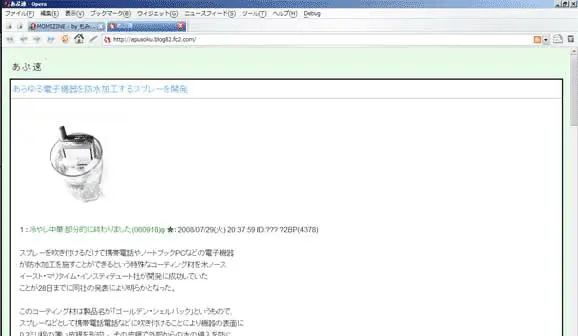 あぷ速 - Opera
ファイル(F) 編集(E) 表示(V) ブックマーク(B) ウィジェット(G) ニュースフィード(S) ツール(T) ヘルプ(H) Debug
MOMIZINE - by もみ
http://apusoku.blog82.fc2.com/
あぷ速
あらゆる電子機器を防水加工するスプレーを開発
1：冷やし中華 部分的に終わりました(080918)φ ★：2008/07/29(火) 20:37:59 ID:??? ?2BP(4378)
スプレーを吹き付けるだけで携帯電話やノートブックPCなどの電子機器
が防水加工を施すことができるという特殊なコーティング材を米ノース
イースト・マリタイム・インスティテュート社が開発に成功していた
ことが28日までに同社の発表により明らかとなった。
このコーティング材は製品名が「ゴールデン・シェルバック」というもので、
スプレーなどとして携帯電話電話などに吹き付けることにより機器の表面に